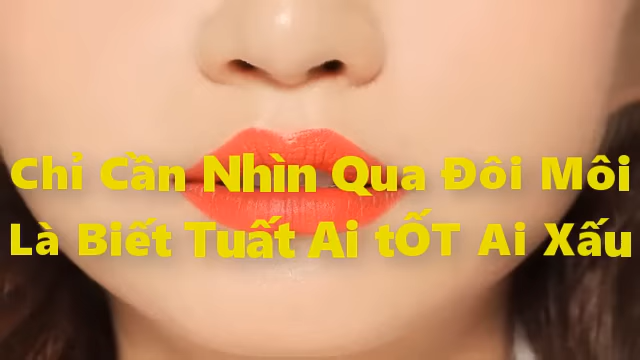 Chỉ Cần Nhìn Qua Đôi Môi
Là Biết Tuất Ai tỐT Ai Xấu